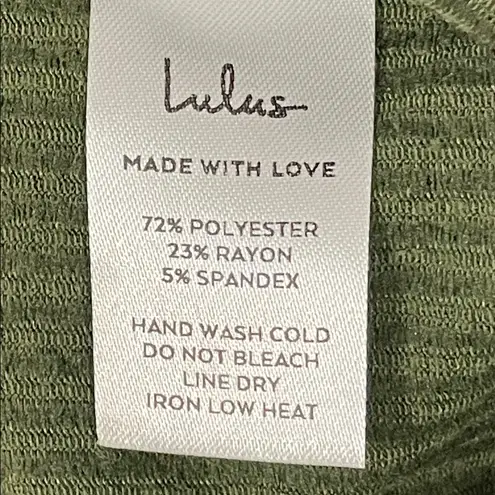 Lulus
MADE WITH LOVE
72% POLYESTER
23% RAYON
5% SPANDEX
HAND WASH COLD
DO NOT BLEACH
LINE DRY
IRON LOW HEAT